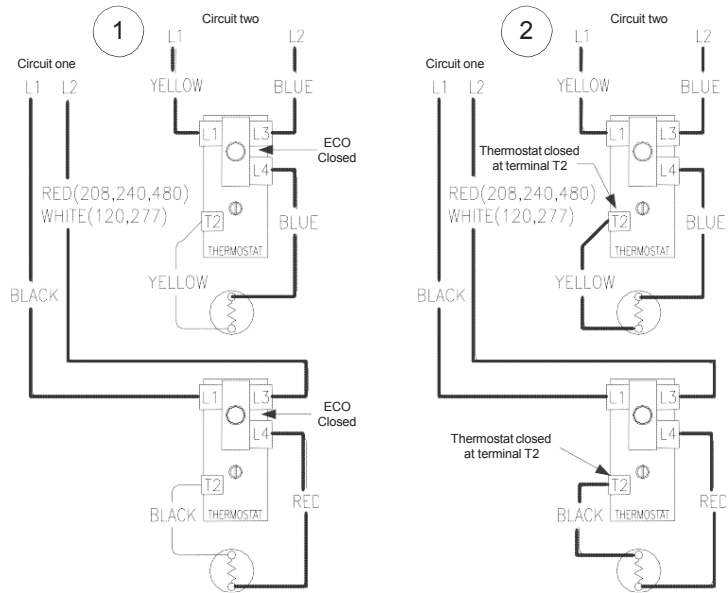 1
Circuit two
L1
L2
Circuit one
L1
L2
YELLOW
BLUE
L1
L3
ECO
Closed
L4
RED(208,240,480)
WHITE(120,277)
T2
BLUE
THERMOSTAT
YELLOW
BLACK
L1
L3
ECO
Closed
L4
T2
RED
BLACK
THERMOSTAT
2
Circuit two
L1
L2
Circuit one
L1
L2
YELLOW
BLUE
L1
L3
Thermostat closed
at terminal T2
L4
RED(208,240,480)
WHITE(120,277)
T2
BLUE
THERMOSTAT
YELLOW
BLACK
L1
L3
L4
Thermostat closed
at terminal T2
T2
RED
BLACK
THERMOSTAT